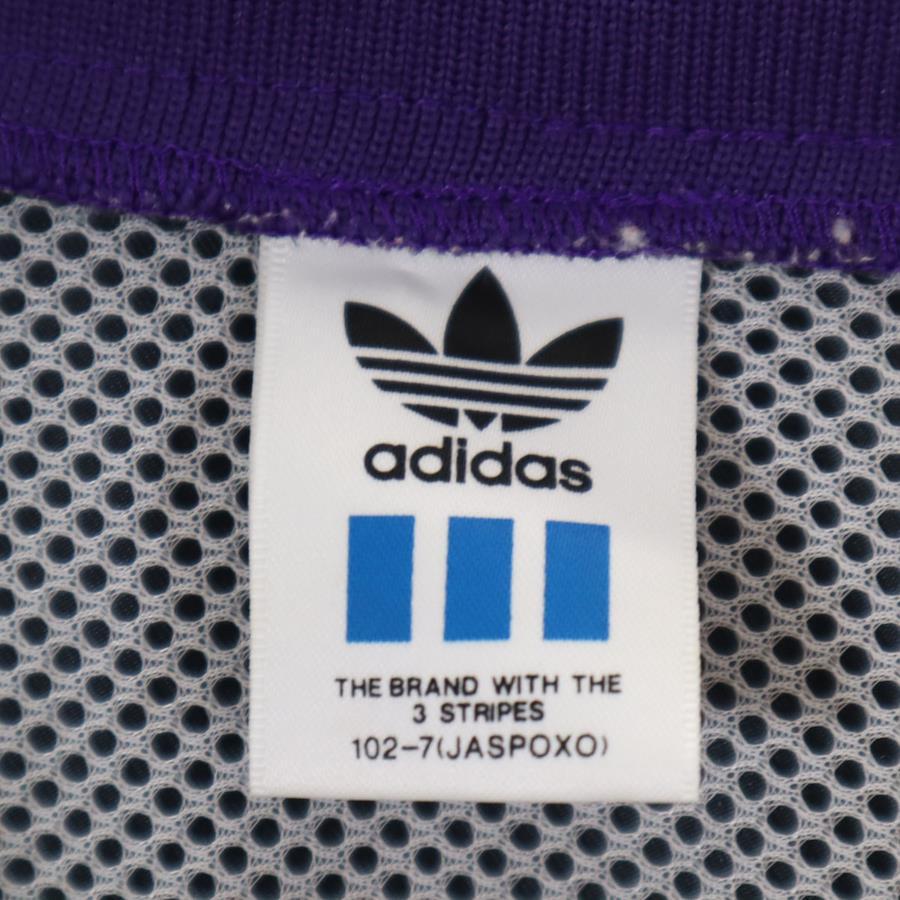 adidas
THE BRAND WITH THE
3 STRIPES
102-7(JASPOXO)